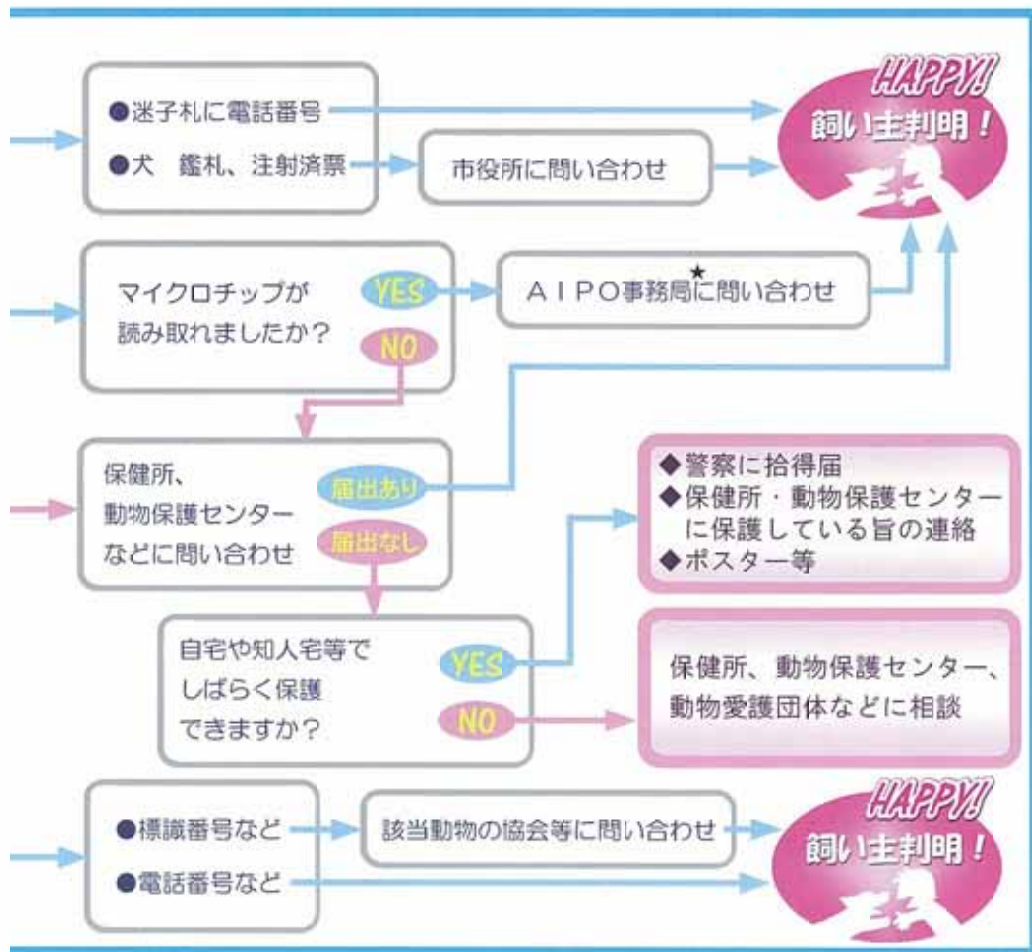 ●迷子札に電話番号
●犬　鑑札、注射済票
市役所に問い合わせ
HAPPY!
飼い主判明！
マイクロチップが
読み取れましたか？
YES
NO
★
ＡＩＰＯ事務局に問い合わせ
保健所、
動物保護センター
などに問い合わせ
届出あり
届出なし
◆警察に拾得届
◆保健所・動物保護センター
に保護している旨の連絡
◆ポスター等
自宅や知人宅等で
しばらく保護
できますか？
YES
NO
保健所、動物保護センター、
動物愛護団体などに相談
●標識番号など
●電話番号など
該当動物の協会等に問い合わせ
HAPPY!
飼い主判明！